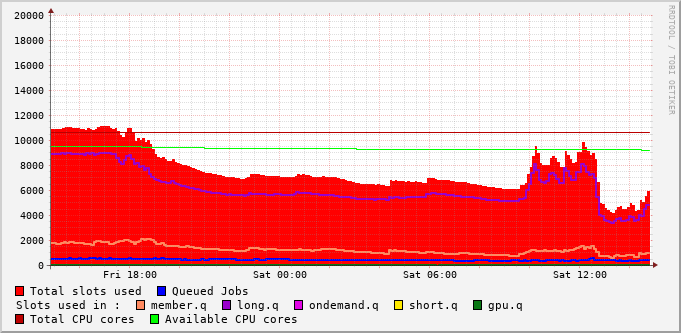 20000
18000
16000
14000
12000
10000
8000
6000
4000
2000
0
Fri 18:00 Sat 00:00 Sat 06:00 Sat 12:00
Total slots used Queued Jobs
Slots used in : member.q long.q ondemand.q short.q gpu.q
Total CPU cores Available CPU cores
RRDTOOL / TOBI OETIKER